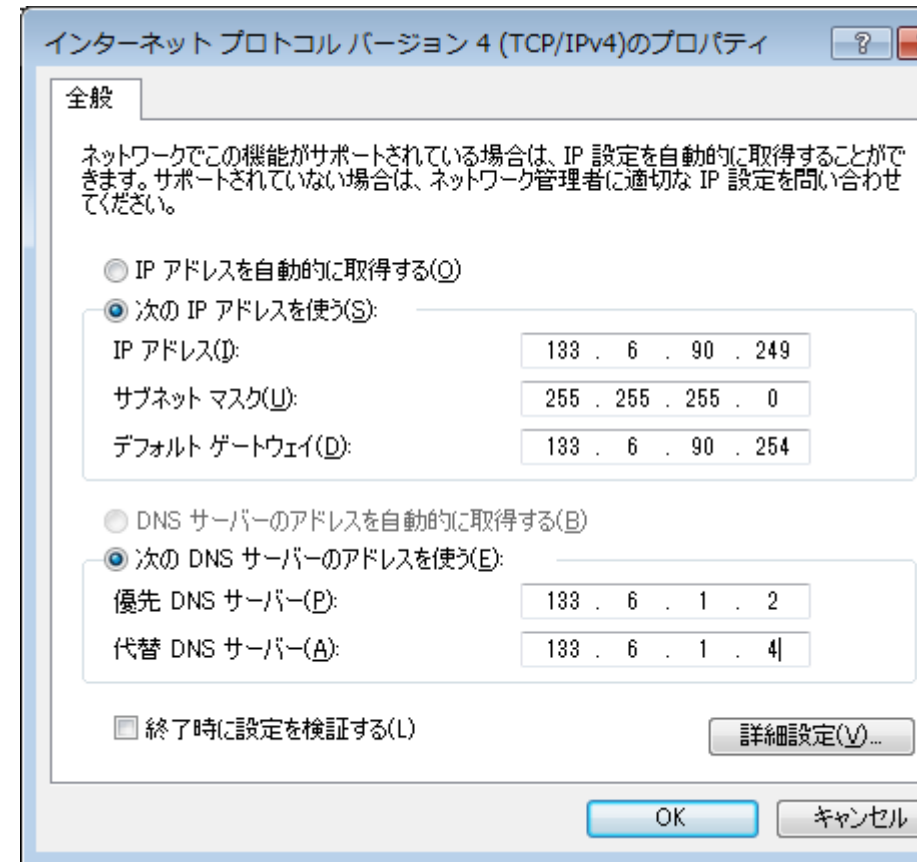 インターネット プロトコル バージョン 4 (TCP/IPv4)のプロパティ
全般
ネットワークでこの機能がサポートされている場合は、IP 設定を自動的に取得することがで
きます。サポートされていない場合は、ネットワーク管理者に適切な IP 設定を問い合わせ
てください。
IP アドレスを自動的に取得する(O)
次の IP アドレスを使う(S):
IP アドレス(I): 133 . 6 . 90 . 249
サブネット マスク(U): 255 . 255 . 255 . 0
デフォルト ゲートウェイ(D): 133 . 6 . 90 . 254
DNS サーバーのアドレスを自動的に取得する(B)
次の DNS サーバーのアドレスを使う(E):
優先 DNS サーバー(P): 133 . 6 . 1 . 2
代替 DNS サーバー(A): 133 . 6 . 1 . 4
終了時に設定を検証する(L)
詳細設定(V)...
OK
キャンセル